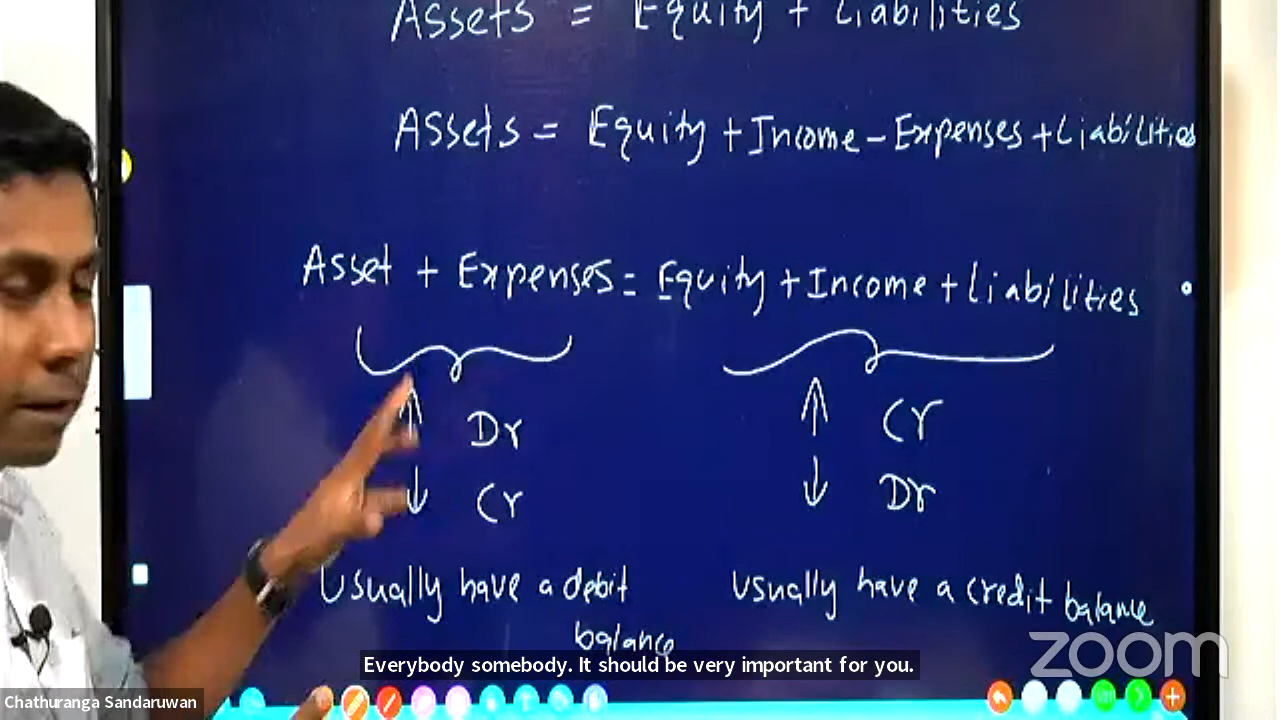 Assets = Equity + Liabilities
Assets = Equity + Income - Expenses + Liabilities
Asset + Expenses = Equity + Income + Liabilities
↑ Dr ↑ Cr
↓ Cr ↓ Dr
Usually have a debit balance
Usually have a credit balance
Everybody somebody. It should be very important for you.
zoom
Chathuranga Sandaruwan